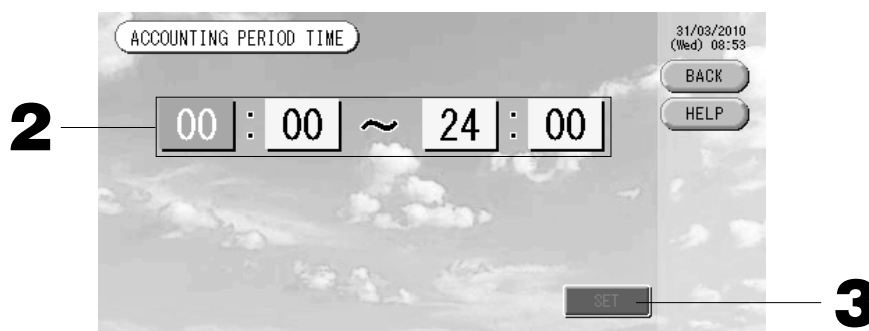 ACCOUNTING PERIOD TIME
31/03/2010
(Wed) 08:53
BACK
HELP
2
00 : 00 ~ 24 : 00
SET
3